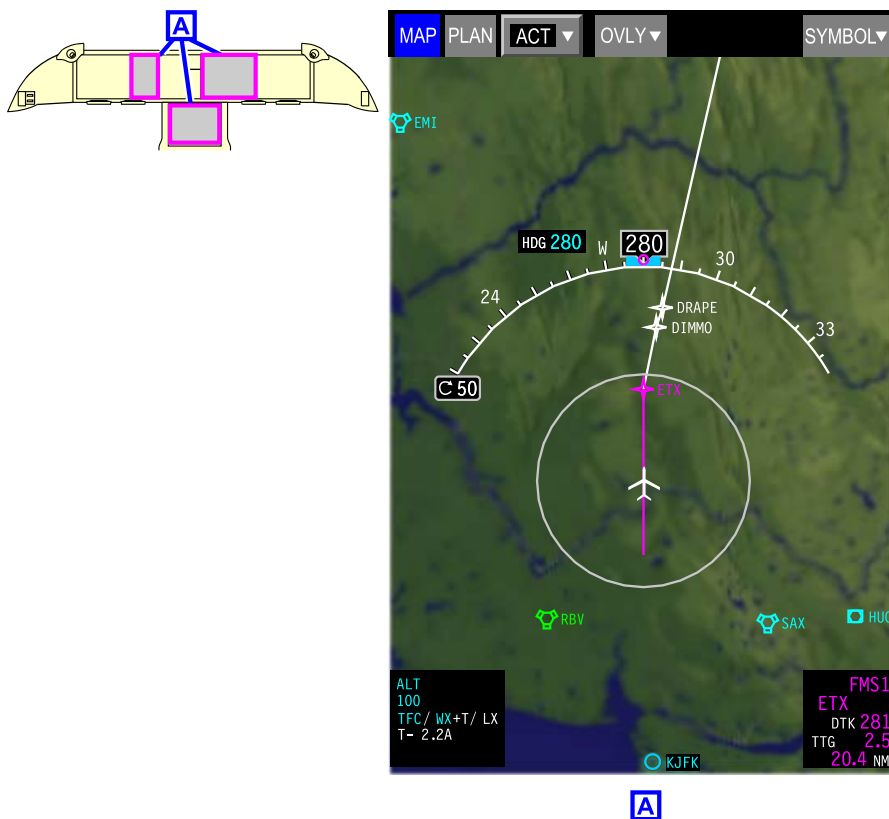 A
MAP PLAN ACT OVLY SYMBOL
EMI
HDG 280 W 280 30
24
DRAPE
DIMMO
33
C 50
ETX
RBV
SAX
HUO
ALT
100
TFC/ WX+T/ LX
T- 2.2A
FMS1
ETX
DTK 281
TTG 2.5
20.4 NM
KJFK
A